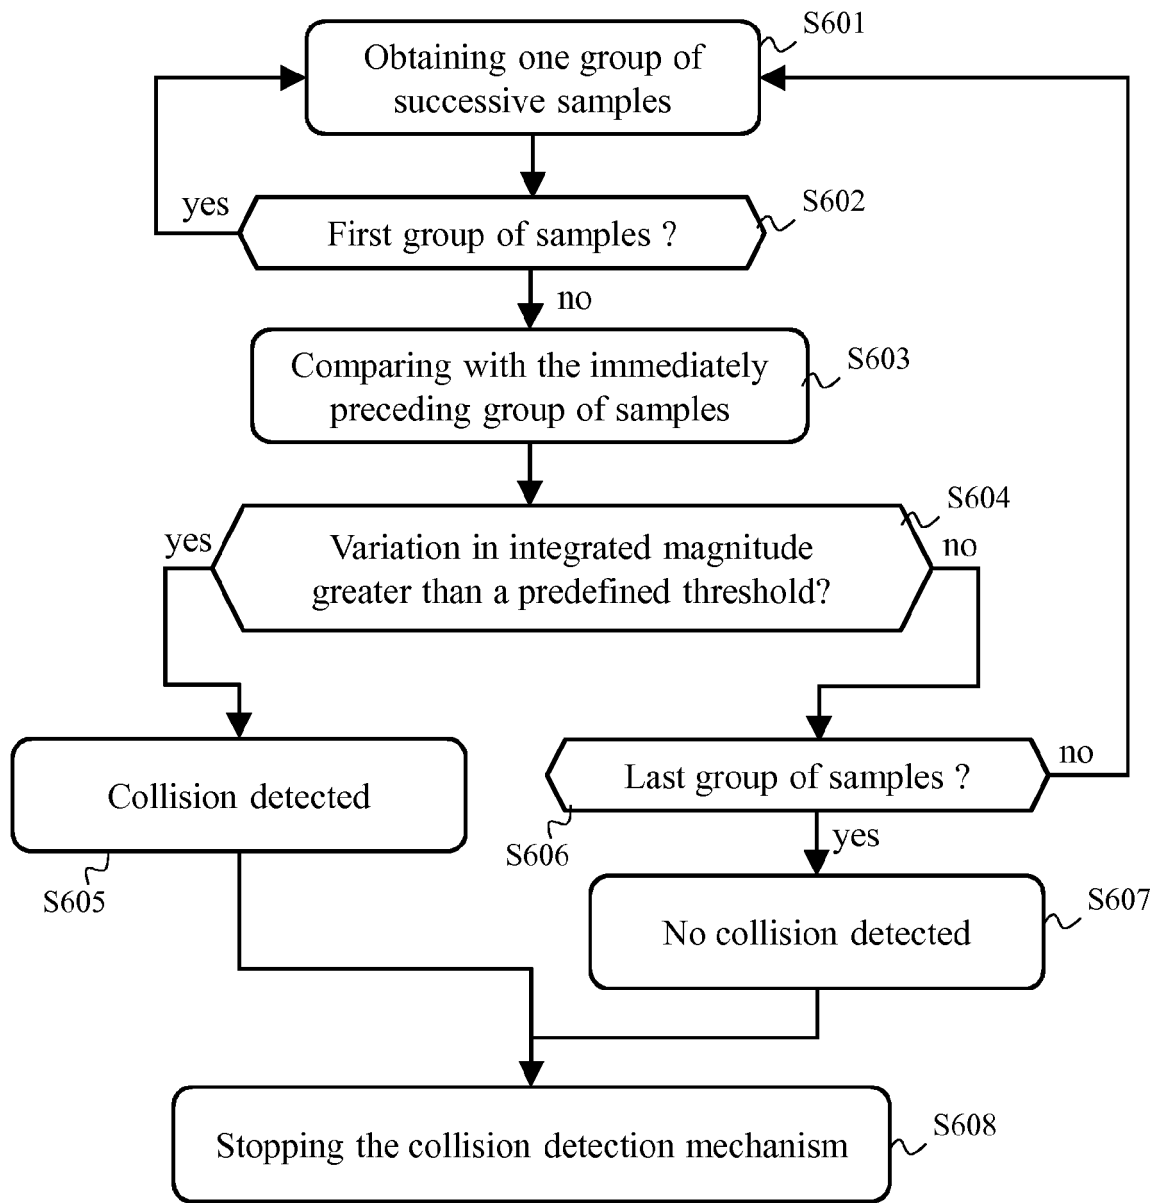 S601
Obtaining one group of
successive samples
yes
First group of samples ?
S602
no
Comparing with the immediately
preceding group of samples
S603
S604
yes
Variation in integrated magnitude
greater than a predefined threshold?
no
Collision detected
S605
Last group of samples ?
no
S606
yes
No collision detected
S607
Stopping the collision detection mechanism
S608